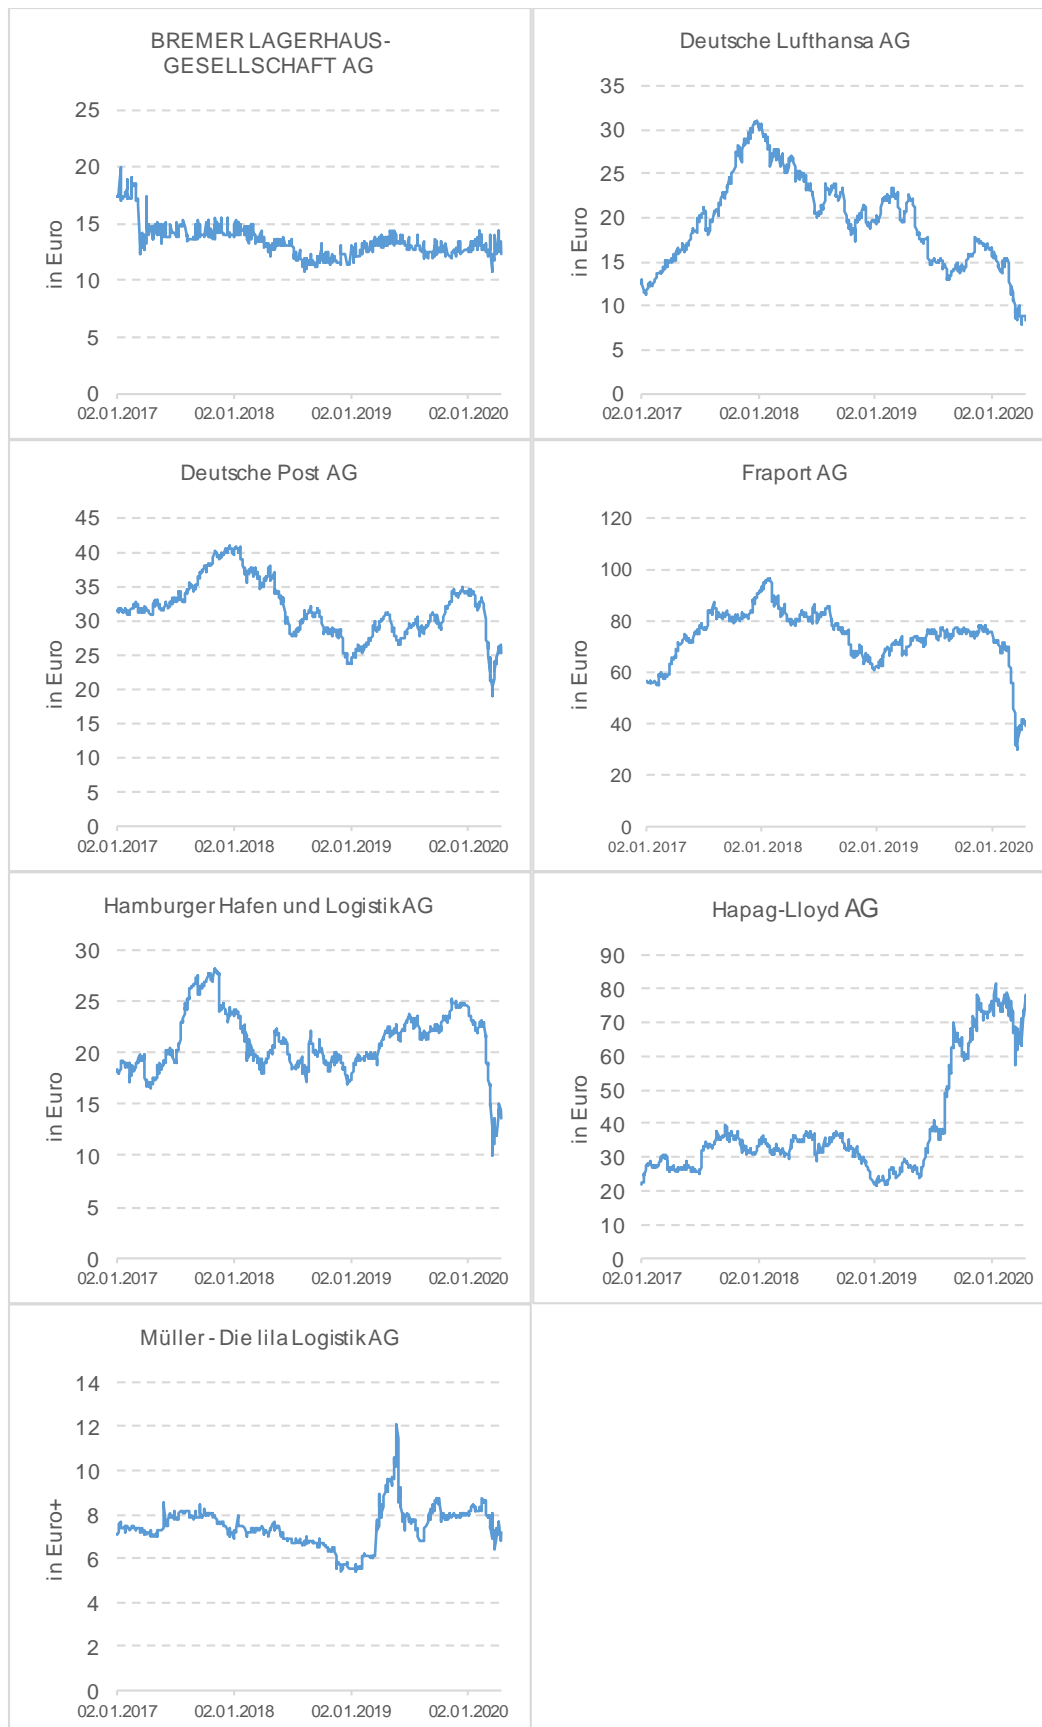 BREMER LAGERHAUS-
GESELLSCHAFT AG
in Euro
25
20
15
10
5
0
02.01.2017 02.01.2018 02.01.2019 02.01.2020
Deutsche Lufthansa AG
in Euro
35
30
25
20
15
10
5
0
02.01.2017 02.01.2018 02.01.2019 02.01.2020
Deutsche Post AG
in Euro
45
40
35
30
25
20
15
10
5
0
02.01.2017 02.01.2018 02.01.2019 02.01.2020
Fraport AG
in Euro
120
100
80
60
40
20
0
02.01.2017 02.01.2018 02.01.2019 02.01.2020
Hamburger Hafen und Logistik AG
in Euro
30
25
20
15
10
5
0
02.01.2017 02.01.2018 02.01.2019 02.01.2020
Hapag-Lloyd AG
in Euro
90
80
70
60
50
40
30
20
10
0
02.01.2017 02.01.2018 02.01.2019 02.01.2020
Müller - Die lila Logistik AG
in Euro+
14
12
10
8
6
4
2
0
02.01.2017 02.01.2018 02.01.2019 02.01.2020